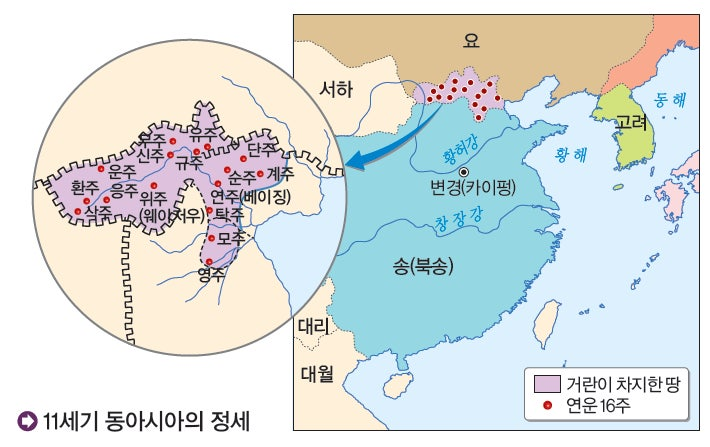 요
서하
고려
동해
황해
황허강
변경(카이펑)
창장강
송(북송)
대리
대월
무주
유주
신주
규주
단주
운주
순주
계주
환주
응주
위주
(웨이저우)
연주(베이징)
삭주
탁주
모주
영주
거란이 차지한 땅
연운 16주
11세기 동아시아의 정세